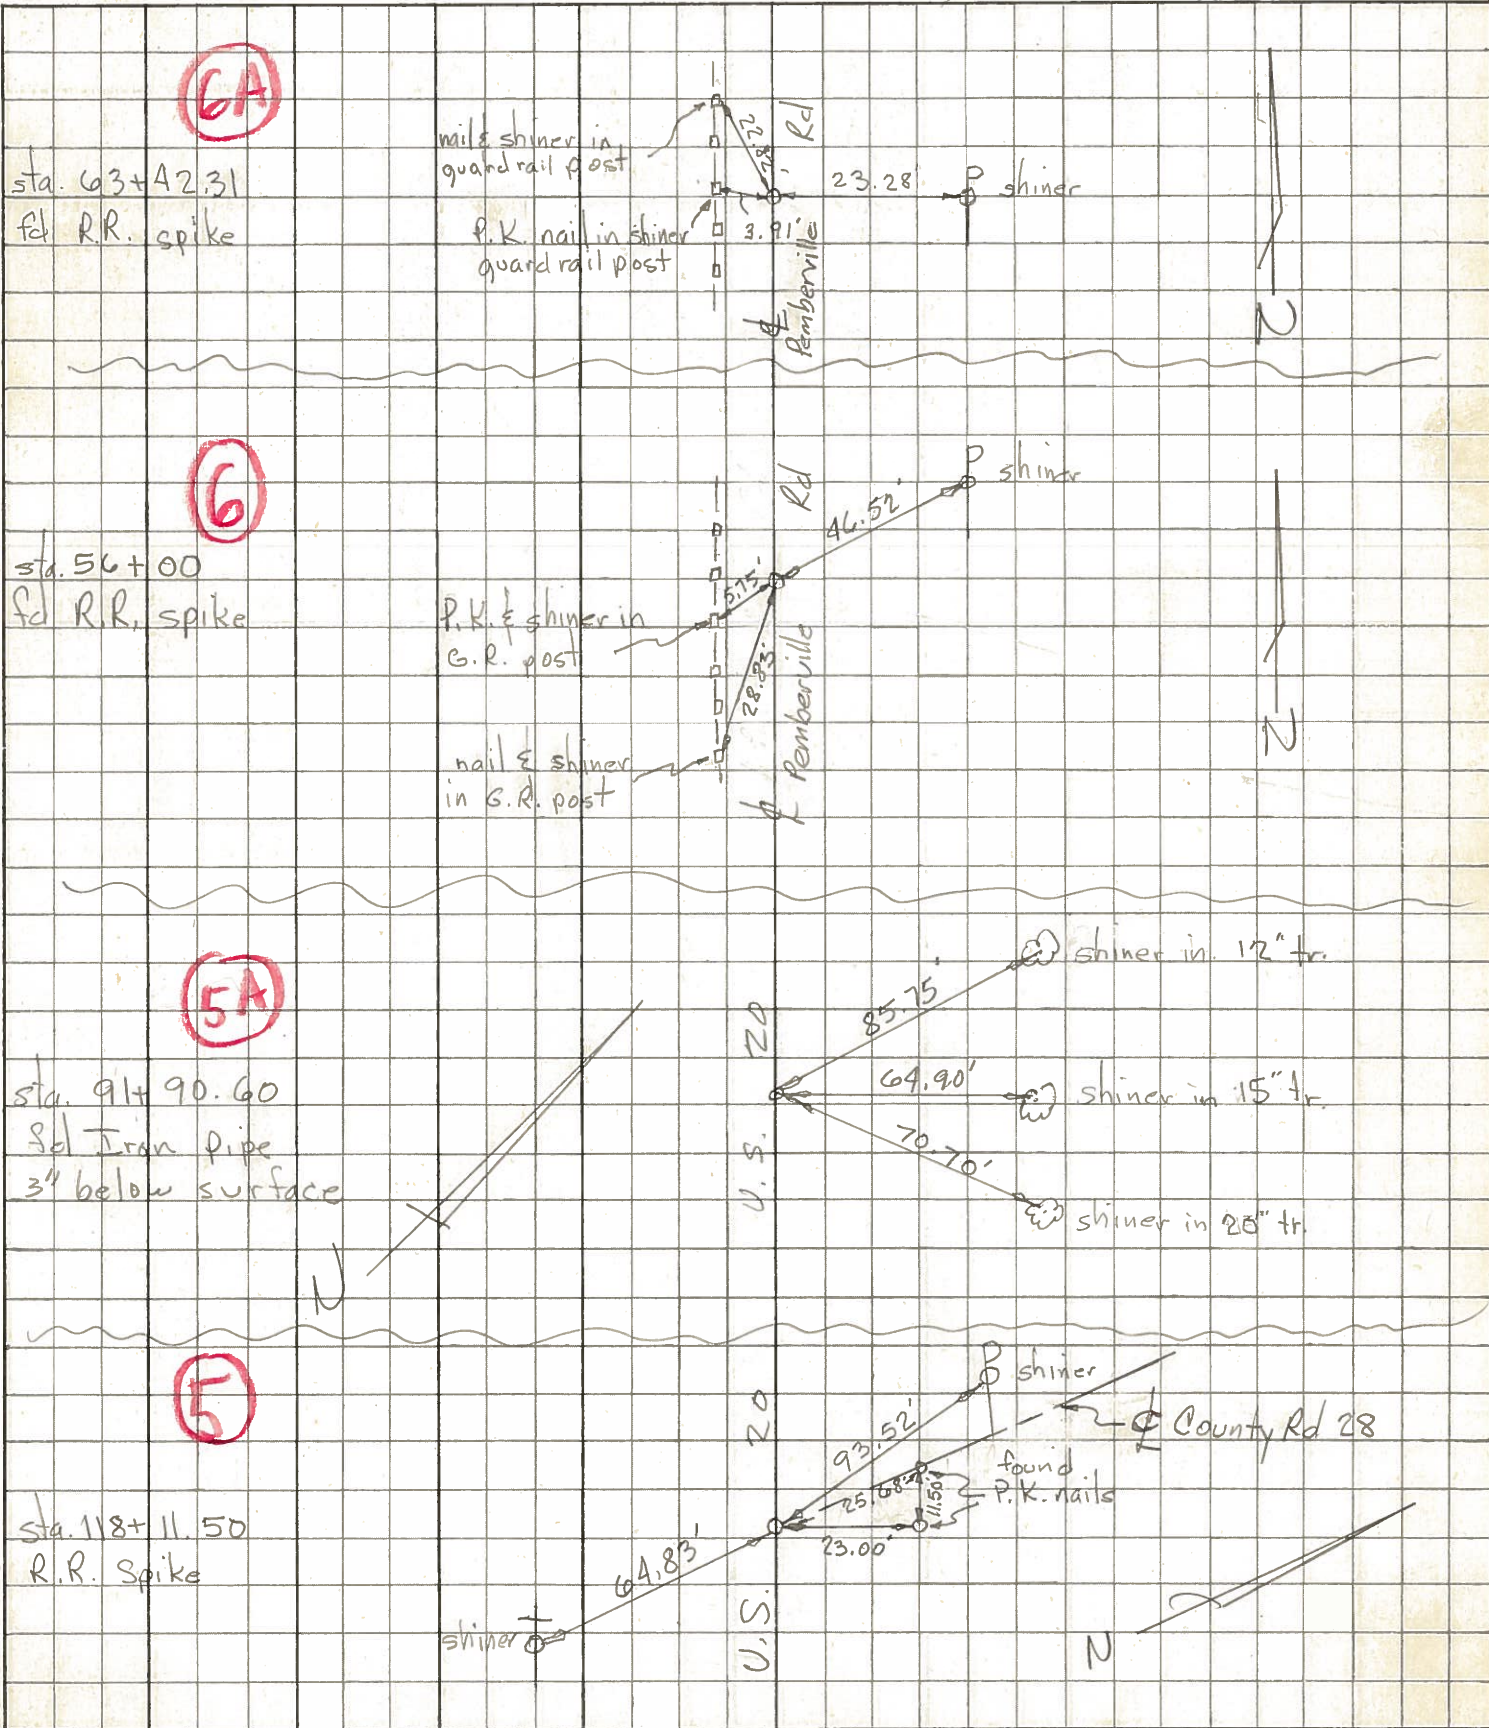 6A
sta. 63+42.31
fd R.R. spike
nail & shiner in
guard rail post
P.K. nail in shiner
guard rail post
28.22'
3.91'
23.28'
P shiner
℄ Pemberville Rd
N
6
sta. 56+00
fd R.R. spike
P.K. & shiner in
G.R. post
nail & shiner
in G.R. post
5.75'
28.83'
46.52'
P shiner
℄ Pemberville Rd
N
5A
sta. 91+90.60
fd Iron pipe
3" below surface
N
U.S. 20
85.75'
shiner in 12" tr.
64.90'
shiner in 15" tr.
70.70'
shiner in tr.
5
sta. 118+11.50
R.R. Spike
U.S. 20
93.52'
P shiner
℄ County Rd 28
25.68'
11.50'
found
P.K. nails
23.00'
64.83'
shiner
N